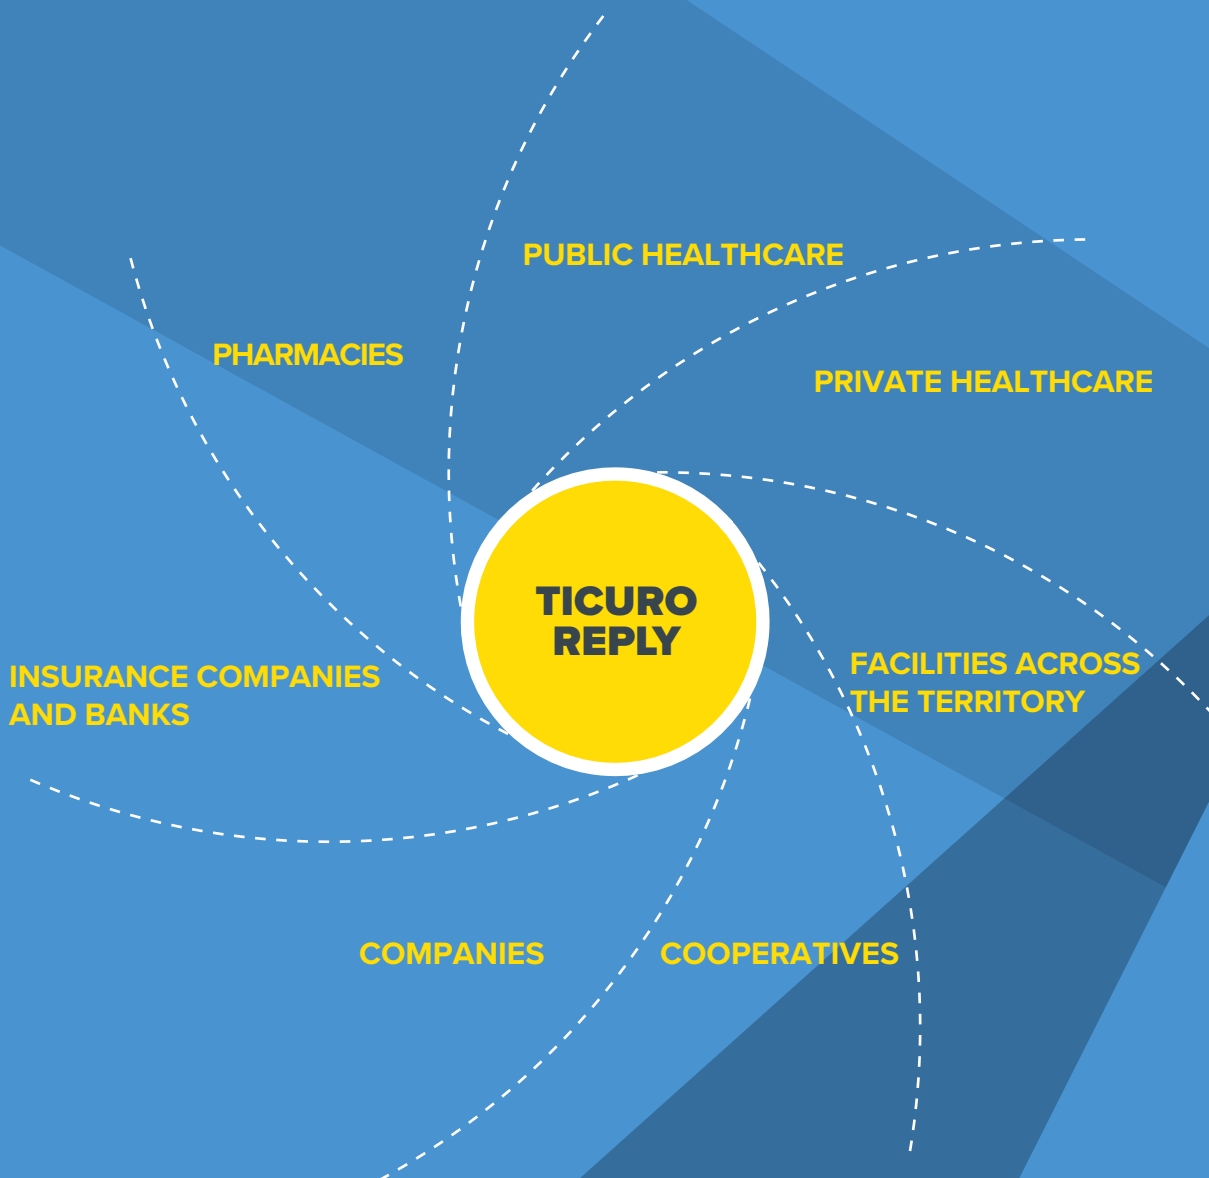 PUBLIC HEALTHCARE
PHARMACIES
PRIVATE HEALTHCARE
TICURO
REPLY
FACILITIES ACROSS
THE TERRITORY
INSURANCE COMPANIES
AND BANKS
COMPANIES
COOPERATIVES